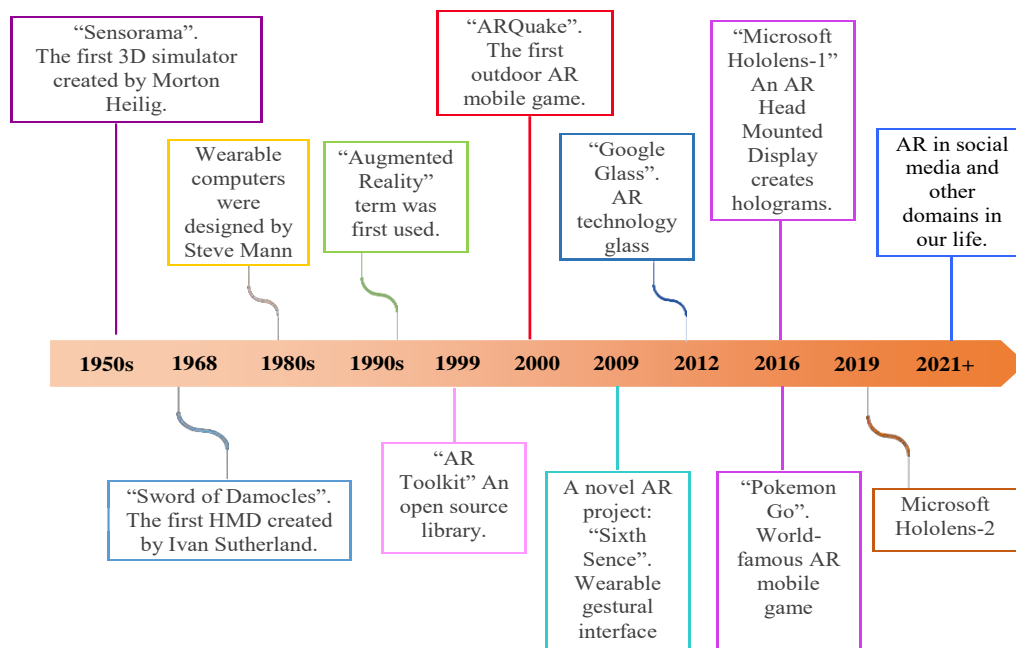 “Sensorama”.
The first 3D simulator
created by Morton
Heilig.
Wearable
computers
were
designed by
Steve Mann
“Augmented
Reality”
term was
first used.
“ARQuake”.
The first
outdoor AR
mobile game.
“Google
Glass”.
AR
technology
glass
“Microsoft
Hololens-1”
An AR
Head
Mounted
Display
creates
holograms.
AR in social
media and
other
domains in
our life.
1950s 1968 1980s 1990s 1999 2000 2009 2012 2016 2019 2021+
“Sword of Damocles”.
The first HMD created
by Ivan Sutherland.
“AR
Toolkit” An
open source
library.
A novel AR
project:
“Sixth
Sence”.
Wearable
gestural
interface
“Pokemon
Go”.
World-
famous AR
mobile
game
Microsoft
Hololens-2